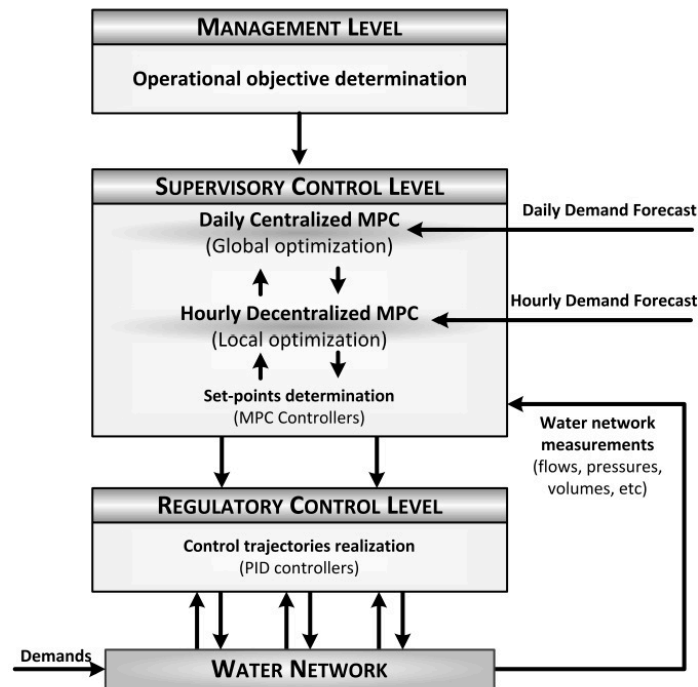 MANAGEMENT LEVEL
Operational objective determination
SUPERVISORY CONTROL LEVEL
Daily Centralized MPC
(Global optimization)
Daily Demand Forecast
Hourly Decentralized MPC
(Local optimization)
Hourly Demand Forecast
Set-points determination
(MPC Controllers)
Water network
measurements
(flows, pressures,
volumes, etc)
REGULATORY CONTROL LEVEL
Control trajectories realization
(PID controllers)
Demands
WATER NETWORK